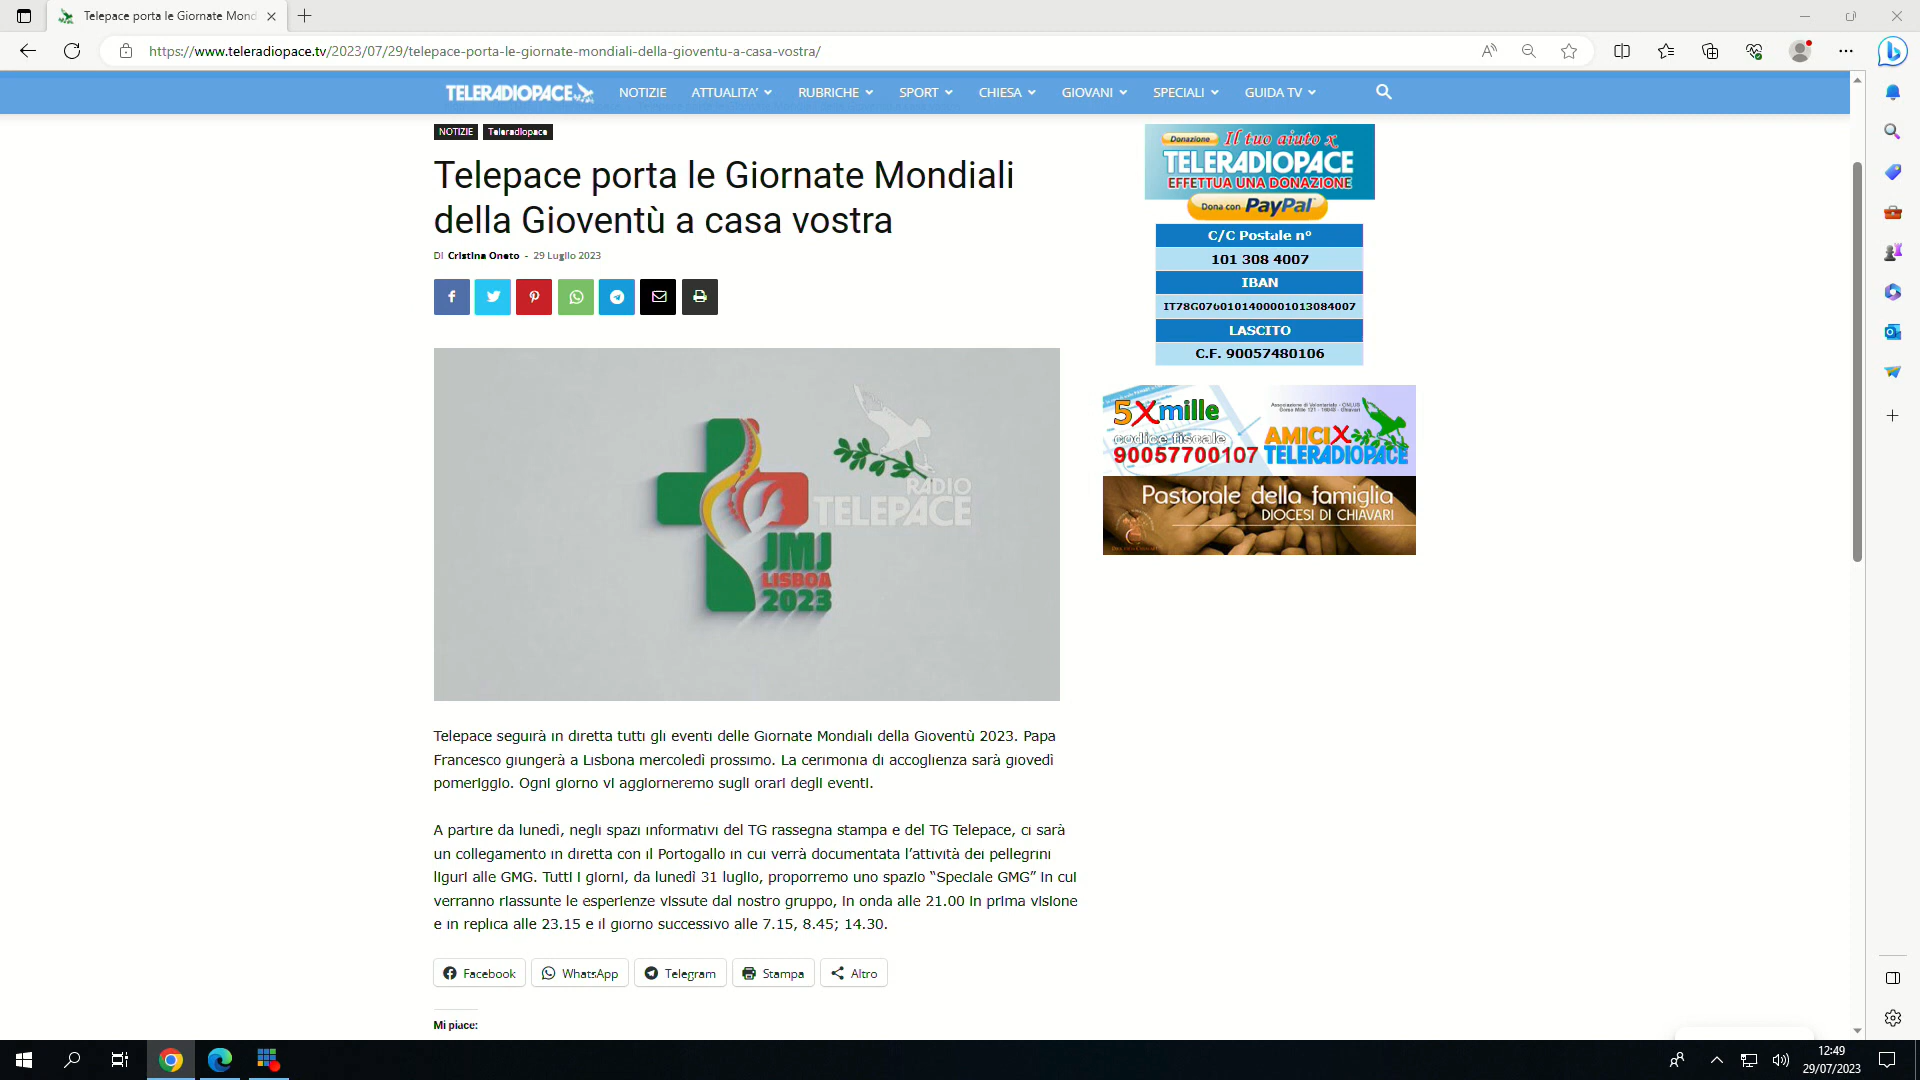 Telepace porta le Giornate Mond
https://www.teleradiopace.tv/2023/07/29/telepace-porta-le-giornate-mondiali-della-gioventu-a-casa-vostra/
TELERADIOPACE NOTIZIE ATTUALITA' RUBRICHE SPORT CHIESA GIOVANI SPECIALI GUIDA TV
NOTIZIE Teleradiopace
Telepace porta le Giornate Mondiali
della Gioventù a casa vostra
Di Cristina Oneto - 29 Luglio 2023
RADIO
TELEPACE
JMJ
LISBOA
2023
Telepace seguirà in diretta tutti gli eventi delle Giornate Mondiali della Gioventù 2023. Papa
Francesco giungerà a Lisbona mercoledì prossimo. La cerimonia di accoglienza sarà giovedì
pomeriggio. Ogni giorno vi aggiorneremo sugli orari degli eventi.
A partire da lunedì, negli spazi informativi del TG rassegna stampa e del TG Telepace, ci sarà
un collegamento in diretta con il Portogallo in cui verrà documentata l’attività dei pellegrini
liguri alle GMG. Tutti i giorni, da lunedì 31 luglio, proporremo uno spazio “Speciale GMG” in cui
verranno riassunte le esperienze vissute dal nostro gruppo, in onda alle 21.00 in prima visione
e in replica alle 23.15 e il giorno successivo alle 7.15, 8.45; 14.30.
Facebook WhatsApp Telegram Stampa Altro
Mi piace:
Donazione Il tuo aiuto x
TELERADIOPACE
EFFETTUA UNA DONAZIONE
Dona con PayPal
C/C Postale n°
101 308 4007
IBAN
IT78G0760101400001013084007
LASCITO
C.F. 90057480106
5Xmille
codice fiscale
90057700107
Associazione di Volontariato - ONLUS
AMICI X
TELERADIOPACE
Pastorale della famiglia
DIOCESI DI CHIAVARI
12:49
29/07/2023